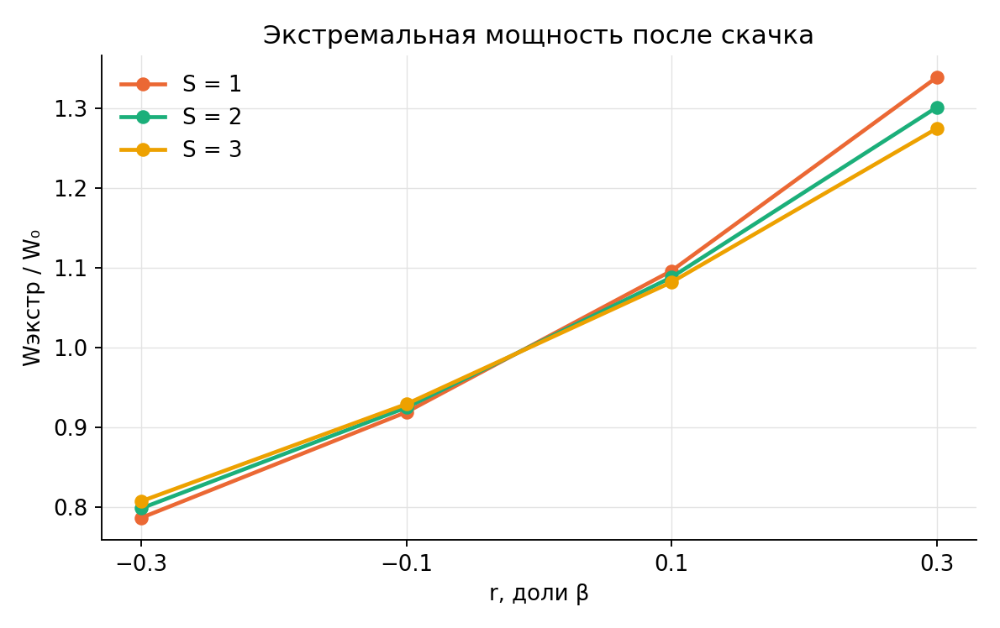 Экстремальная мощность после скачка
S = 1
S = 2
S = 3
Wэкстр / W₀
1.3
1.2
1.1
1.0
0.9
0.8
−0.3
−0.1
0.1
0.3
r, доли β